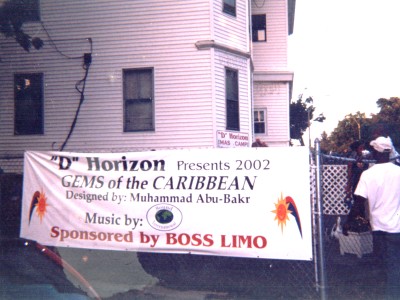 "D" Horizon Presents 2002
GEMS of the CARIBBEAN
Designed by: Muhammad Abu-Bakr
Music by:
Sponsored by BOSS LIMO
"D" HORIZONS
MAS CAMP